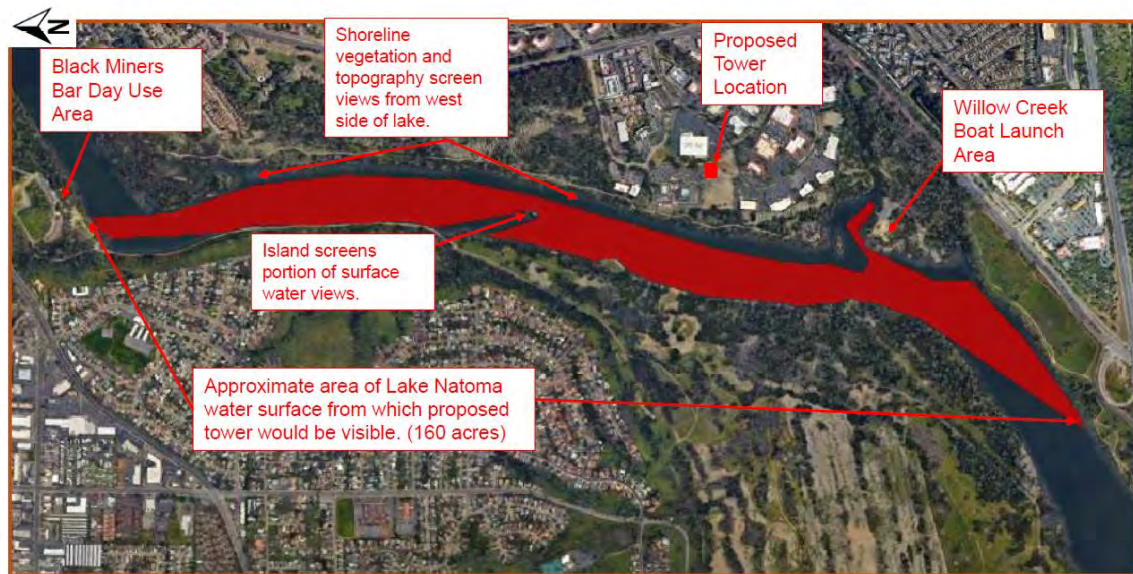 N
Black Miners
Bar Day Use
Area
Shoreline
vegetation and
topography screen
views from west
side of lake.
Proposed
Tower
Location
Willow Creek
Boat Launch
Area
Island screens
portion of surface
water views.
Approximate area of Lake Natoma
water surface from which proposed
tower would be visible. (160 acres)